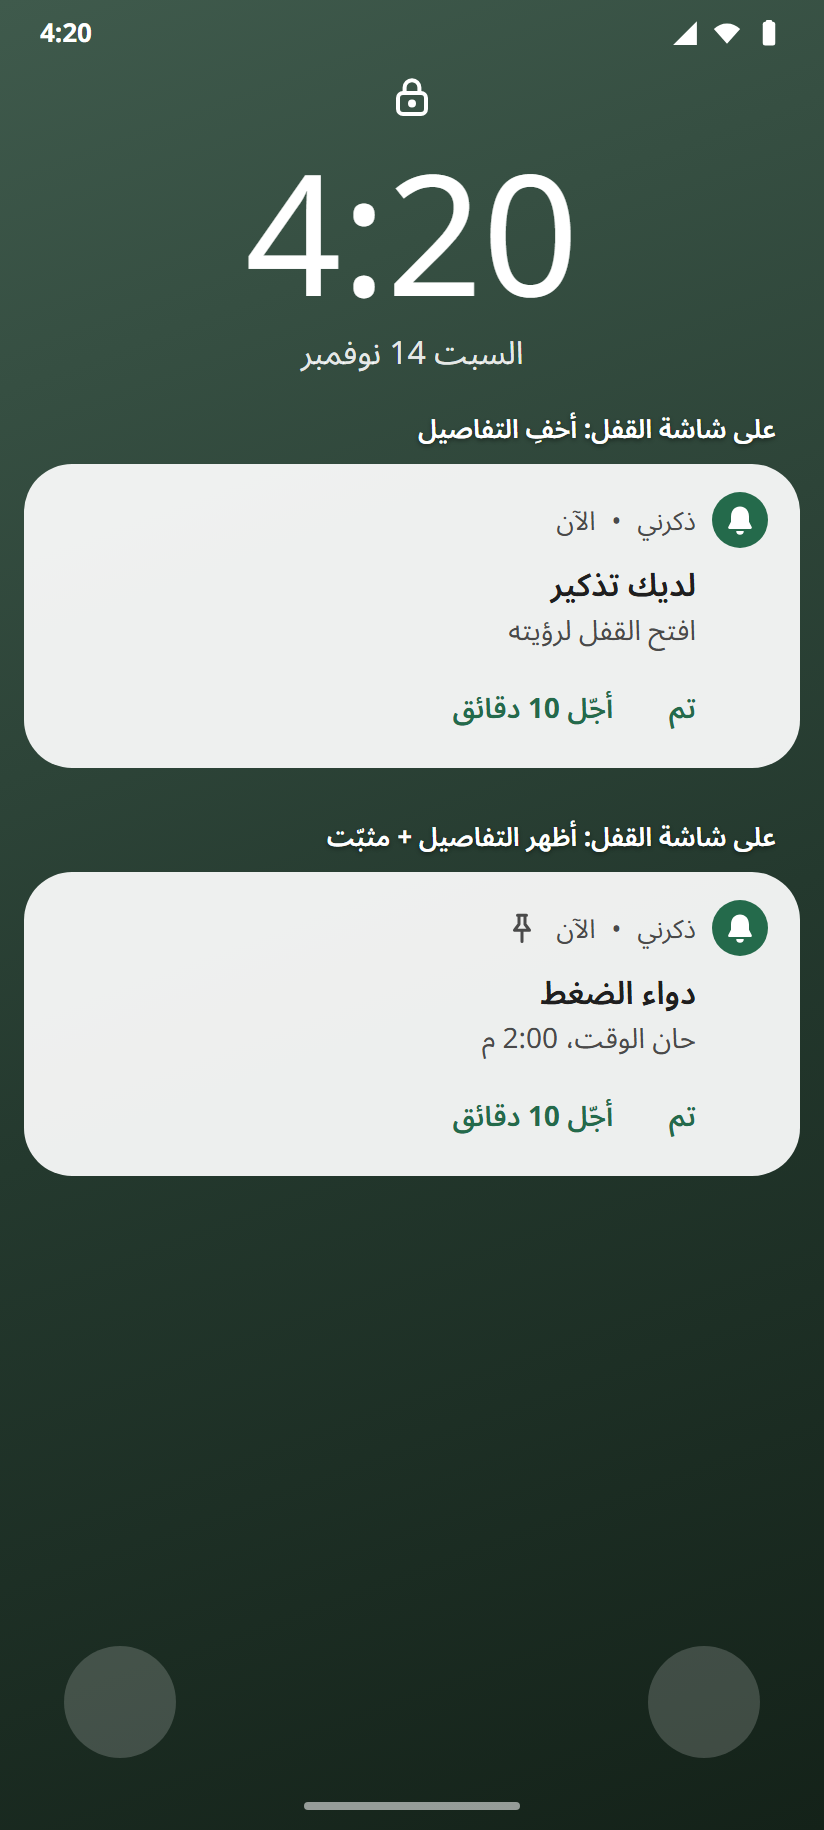 4:20
4:20
السبت 14 نوفمبر
على شاشة القفل: أخفِ التفاصيل
ذكرني • الآن
لديك تذكير
افتح القفل لرؤيته
تم أجّل 10 دقائق
على شاشة القفل: أظهر التفاصيل + مثبّت
ذكرني • الآن
دواء الضغط
حان الوقت، 2:00 م
تم أجّل 10 دقائق